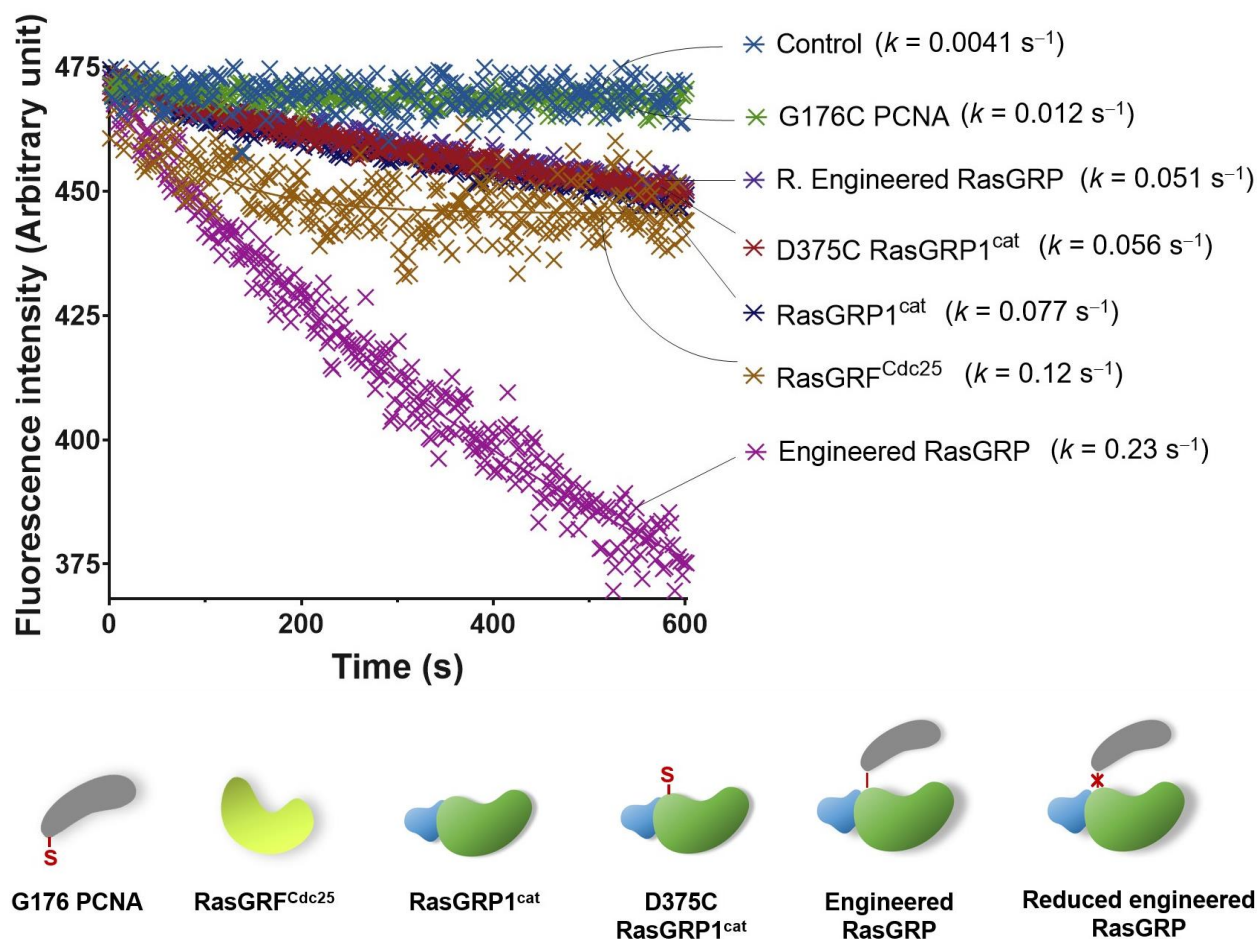 Fluorescence intensity (Arbitrary unit)
475
450
425
400
375
0
200
400
600
Time (s)
Control (k = 0.0041 s⁻¹)
G176C PCNA (k = 0.012 s⁻¹)
R. Engineered RasGRP (k = 0.051 s⁻¹)
D375C RasGRP1ᶜᵃᵗ (k = 0.056 s⁻¹)
RasGRP1ᶜᵃᵗ (k = 0.077 s⁻¹)
RasGRFCdc25 (k = 0.12 s⁻¹)
Engineered RasGRP (k = 0.23 s⁻¹)
S
G176 PCNA
RasGRFCdc25
RasGRP1ᶜᵃᵗ
S
D375C
RasGRP1ᶜᵃᵗ
Engineered
RasGRP
Reduced engineered
RasGRP